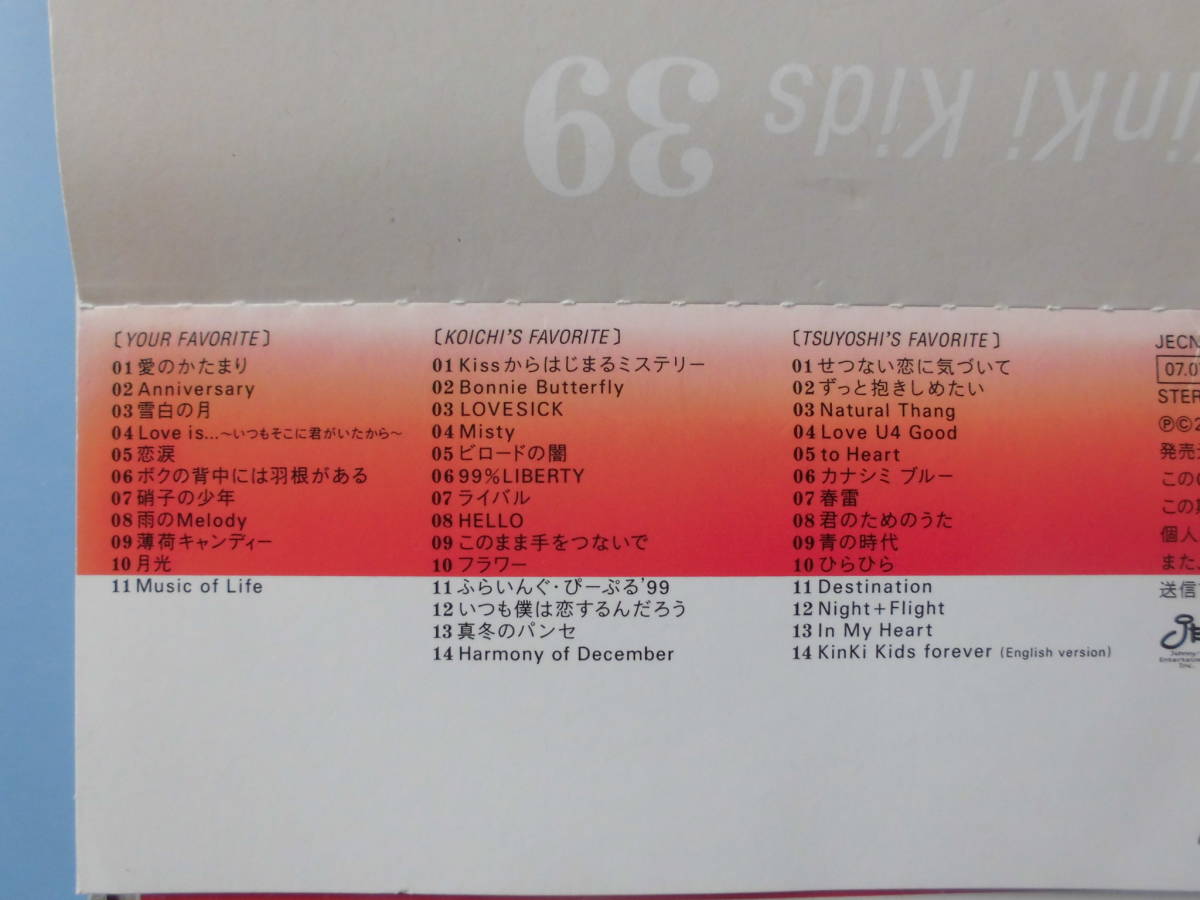 KinKi Kids 39
[YOUR FAVORITE]
01 愛のかたまり
02 Anniversary
03 雪白の月
04 Love is... ～いつもそこに君がいたから～
05 恋涙
06 ボクの背中には羽根がある
07 硝子の少年
08 雨のMelody
09 薄荷キャンディー
10 月光
11 Music of Life
[KOICHI'S FAVORITE]
01 Kissからはじまるミステリー
02 Bonnie Butterfly
03 LOVESICK
04 Misty
05 ビロードの闇
06 99%LIBERTY
07 ライバル
08 HELLO
09 このまま手をつないで
10 フラワー
11 ふらいんぐ・ぴーぷる'99
12 いつも僕は恋するんだろう
13 真冬のパンセ
14 Harmony of December
[TSUYOSHI'S FAVORITE]
01 せつない恋に気づいて
02 ずっと抱きしめたい
03 Natural Thang
04 Love U4 Good
05 to Heart
06 カナシミ ブルー
07 春雷
08 君のためのうた
09 青の時代
10 ひらひら
11 Destination
12 Night+Flight
13 In My Heart
14 KinKi Kids forever (English version)
JECN
07.0
STER
℗©2
発売
この
この
個人
また、
送信
Johnny's
Entertainment
Inc.